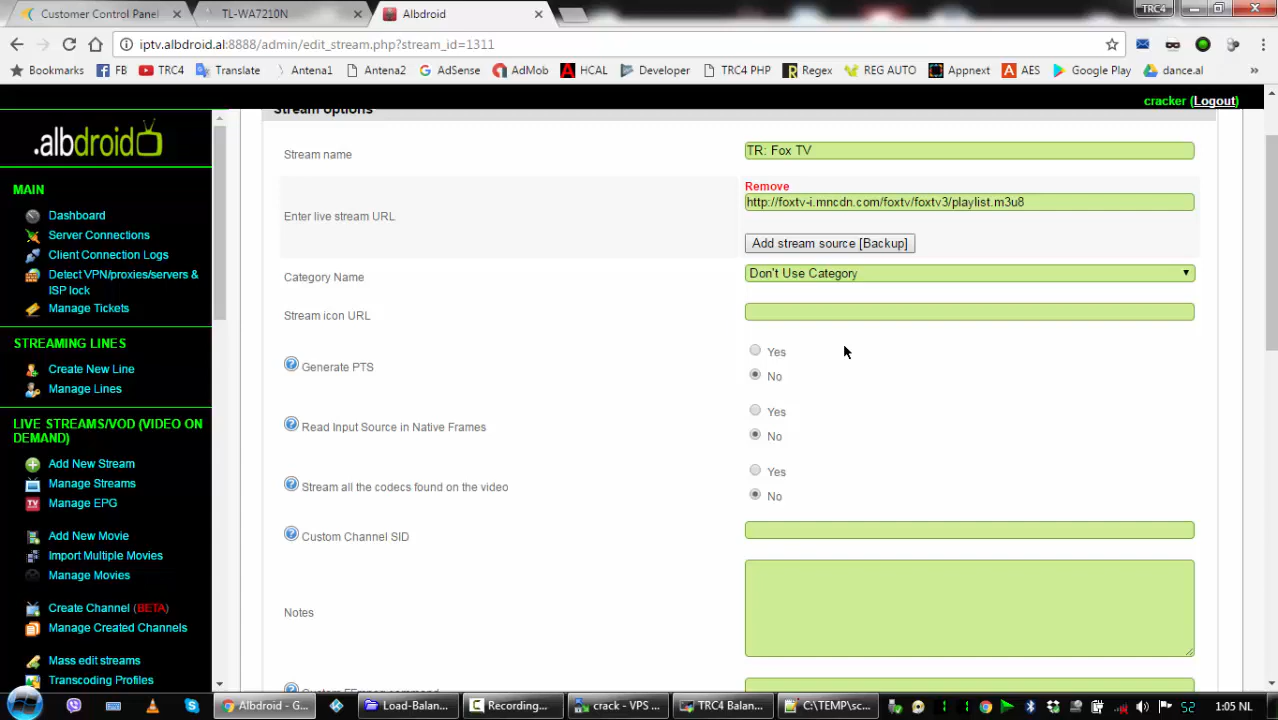 Customer Control Panel
TL-WA7210N
Albdroid
TRC4
iptv.albdroid.al:8888/admin/edit_stream.php?stream_id=1311
Bookmarks
FB
TRC4
Translate
Antena1
Antena2
AdSense
AdMob
HCAL
Developer
TRC4 PHP
Regex
REG AUTO
Appnext
AES
Google Play
dance.al
cracker (Logout)
.albdroid
MAIN
Dashboard
Server Connections
Client Connection Logs
Detect VPN/proxies/servers &
ISP lock
Manage Tickets
STREAMING LINES
Create New Line
Manage Lines
LIVE STREAMS/VOD (VIDEO ON
DEMAND)
Add New Stream
Manage Streams
Manage EPG
Add New Movie
Import Multiple Movies
Manage Movies
Create Channel (BETA)
Manage Created Channels
Mass edit streams
Transcoding Profiles
Stream options
Stream name
TR: Fox TV
Remove
Enter live stream URL
http://foxtv-i.mncdn.com/foxtv/foxtv3/playlist.m3u8
Add stream source [Backup]
Category Name
Don't Use Category
Stream icon URL
Generate PTS
Yes
No
Read Input Source in Native Frames
Yes
No
Stream all the codecs found on the video
Yes
No
Custom Channel SID
Notes
Custom FFmpeg command
Albdroid - G...
Load-Balan...
Recording...
crack - VPS ...
TRC4 Balan...
C:\TEMP\sc...
52
1:05 NL